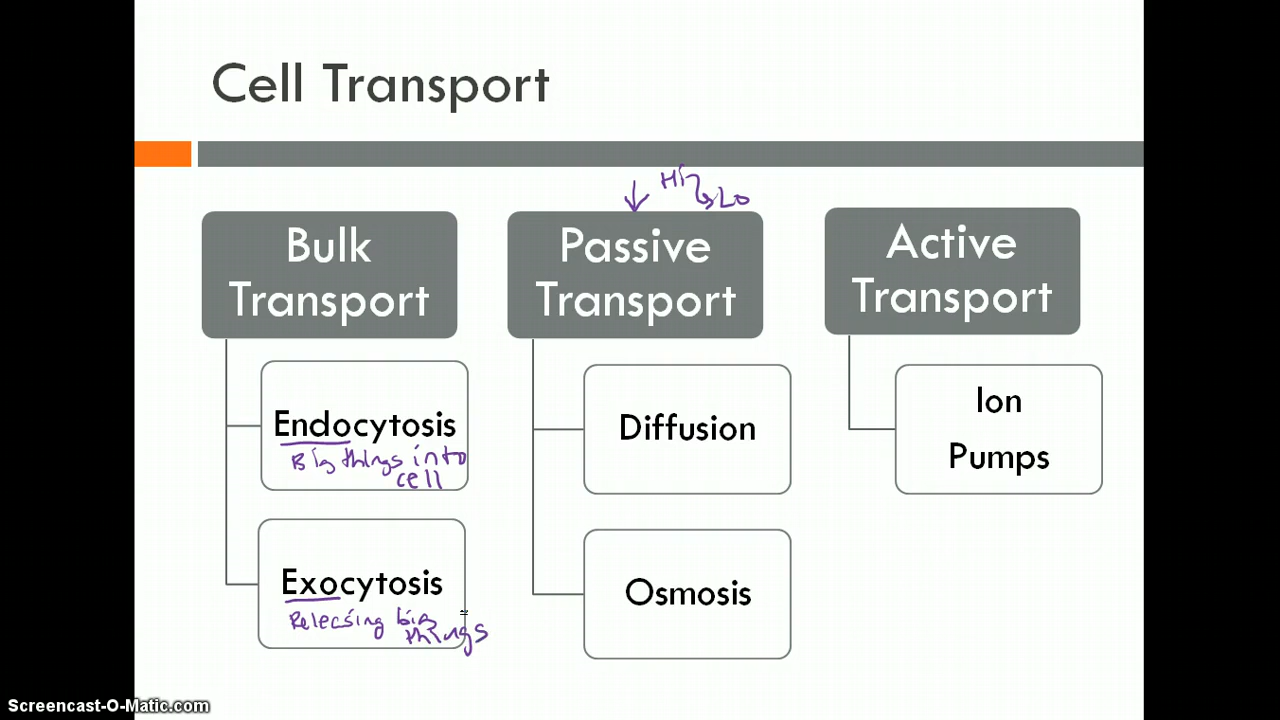 Cell Transport
Hi Lo
Bulk
Transport
Endocytosis
Big things into
cell
Exocytosis
Releasing big
things
Passive
Transport
Diffusion
Osmosis
Active
Transport
Ion
Pumps
Screencast-O-Matic.com